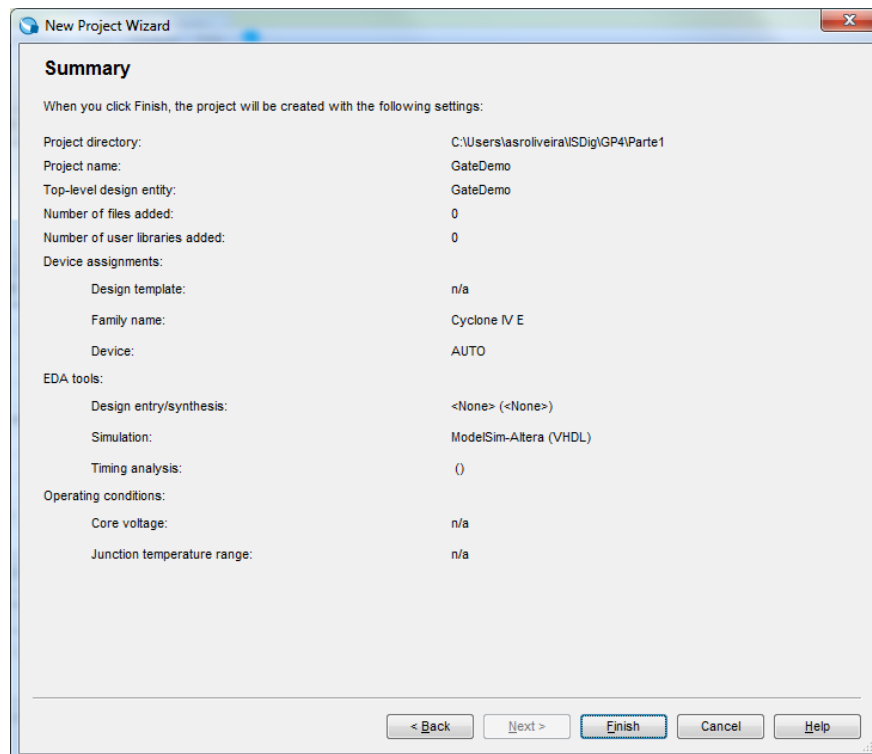 New Project Wizard
Summary
When you click Finish, the project will be created with the following settings:
Project directory: C:\Users\asroliveira\ISDig\GP4\Parte1
Project name: GateDemo
Top-level design entity: GateDemo
Number of files added: 0
Number of user libraries added: 0
Device assignments:
Design template: n/a
Family name: Cyclone IV E
Device: AUTO
EDA tools:
Design entry/synthesis: <None> (<None>)
Simulation: ModelSim-Altera (VHDL)
Timing analysis: ()
Operating conditions:
Core voltage: n/a
Junction temperature range: n/a
< Back Next > Finish Cancel Help